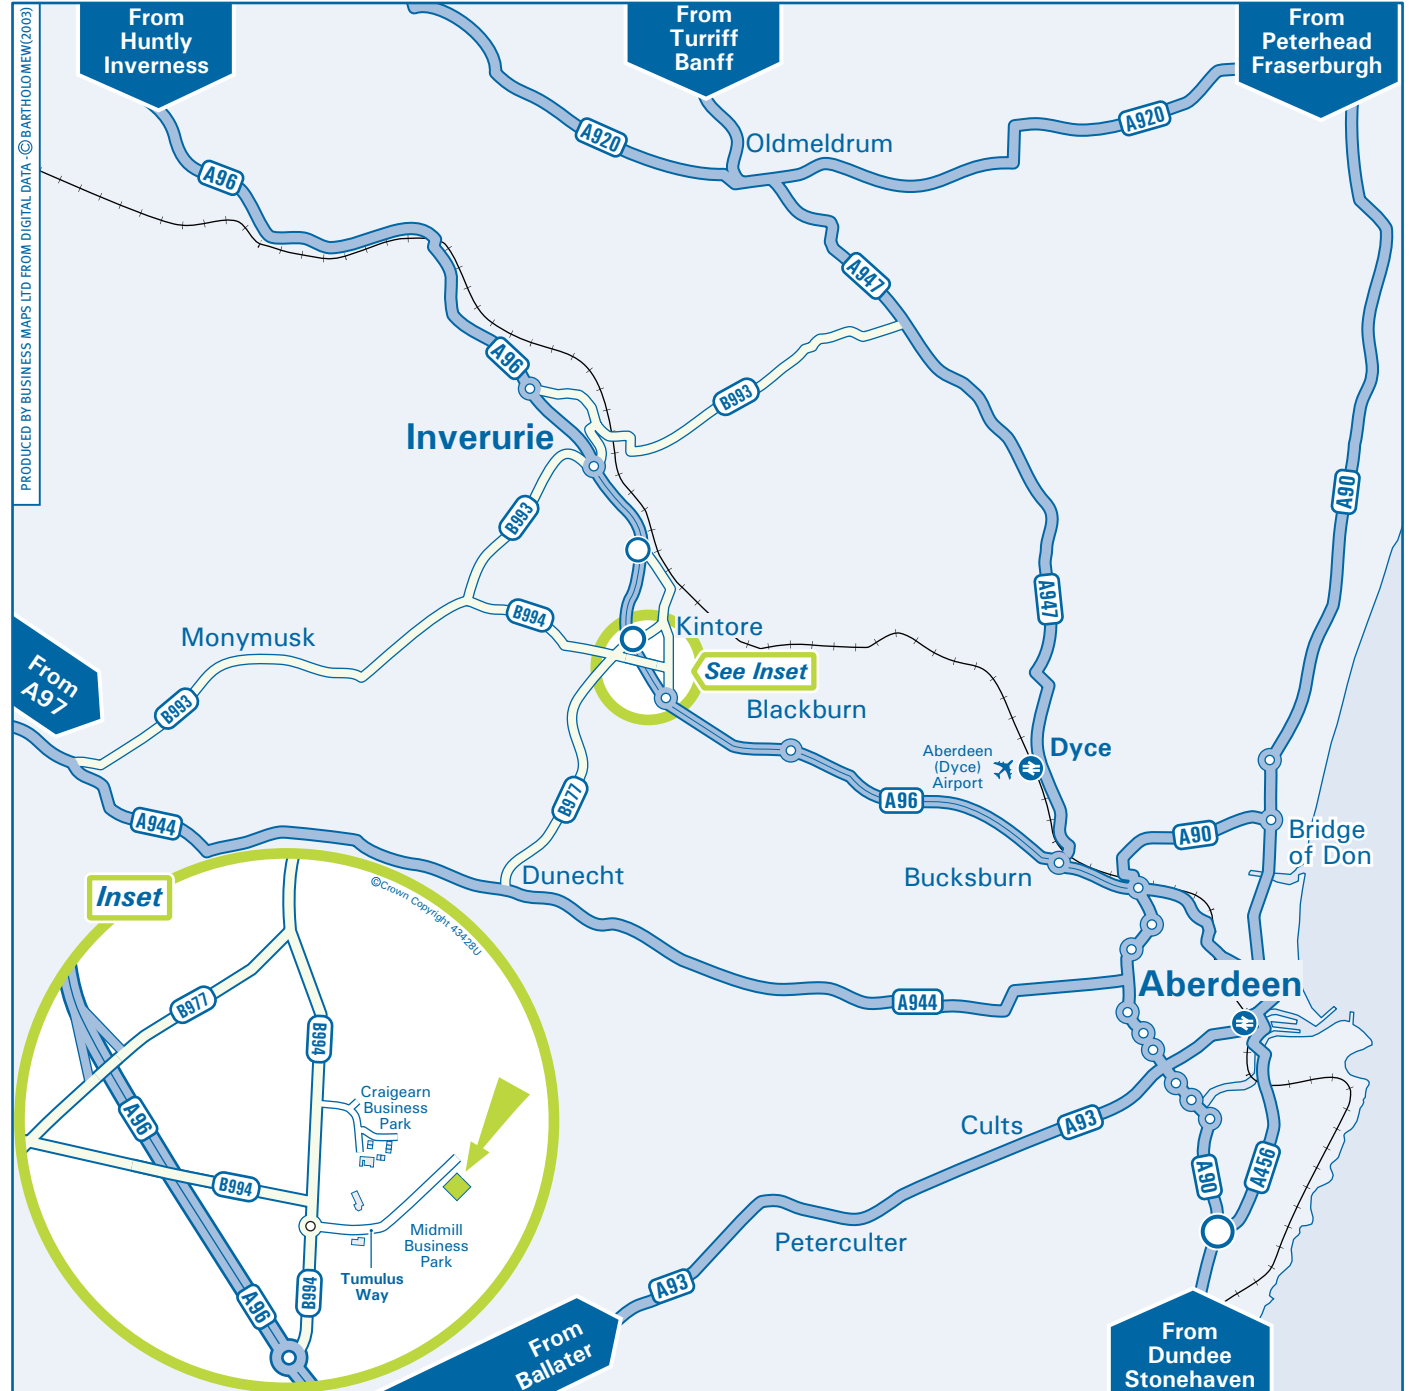 PRODUCED BY BUSINESS MAPS LTD FROM DIGITAL DATA - ©BARTHOLOMEW(2003)
From
Huntly
Inverness
From
Turriff
Banff
From
Peterhead
Fraserburgh
A920
A920
Oldmeldrum
A96
A947
A96
B993
Inverurie
A90
B993
B994
A947
Monymusk
Kintore
See Inset
From
A97
B993
Blackburn
Aberdeen
(Dyce)
Airport
Dyce
B977
A96
A944
A90
Bridge
of Don
Dunecht
Bucksburn
©Crown Copyright 43428U
Inset
A944
Aberdeen
B977
B994
Craigearn
Business
Park
A96
Cults
A93
B994
A90
A456
Midmill
Business
Park
Tumulus
Way
Peterculter
B994
A96
A93
From
Ballater
From
Dundee
Stonehaven